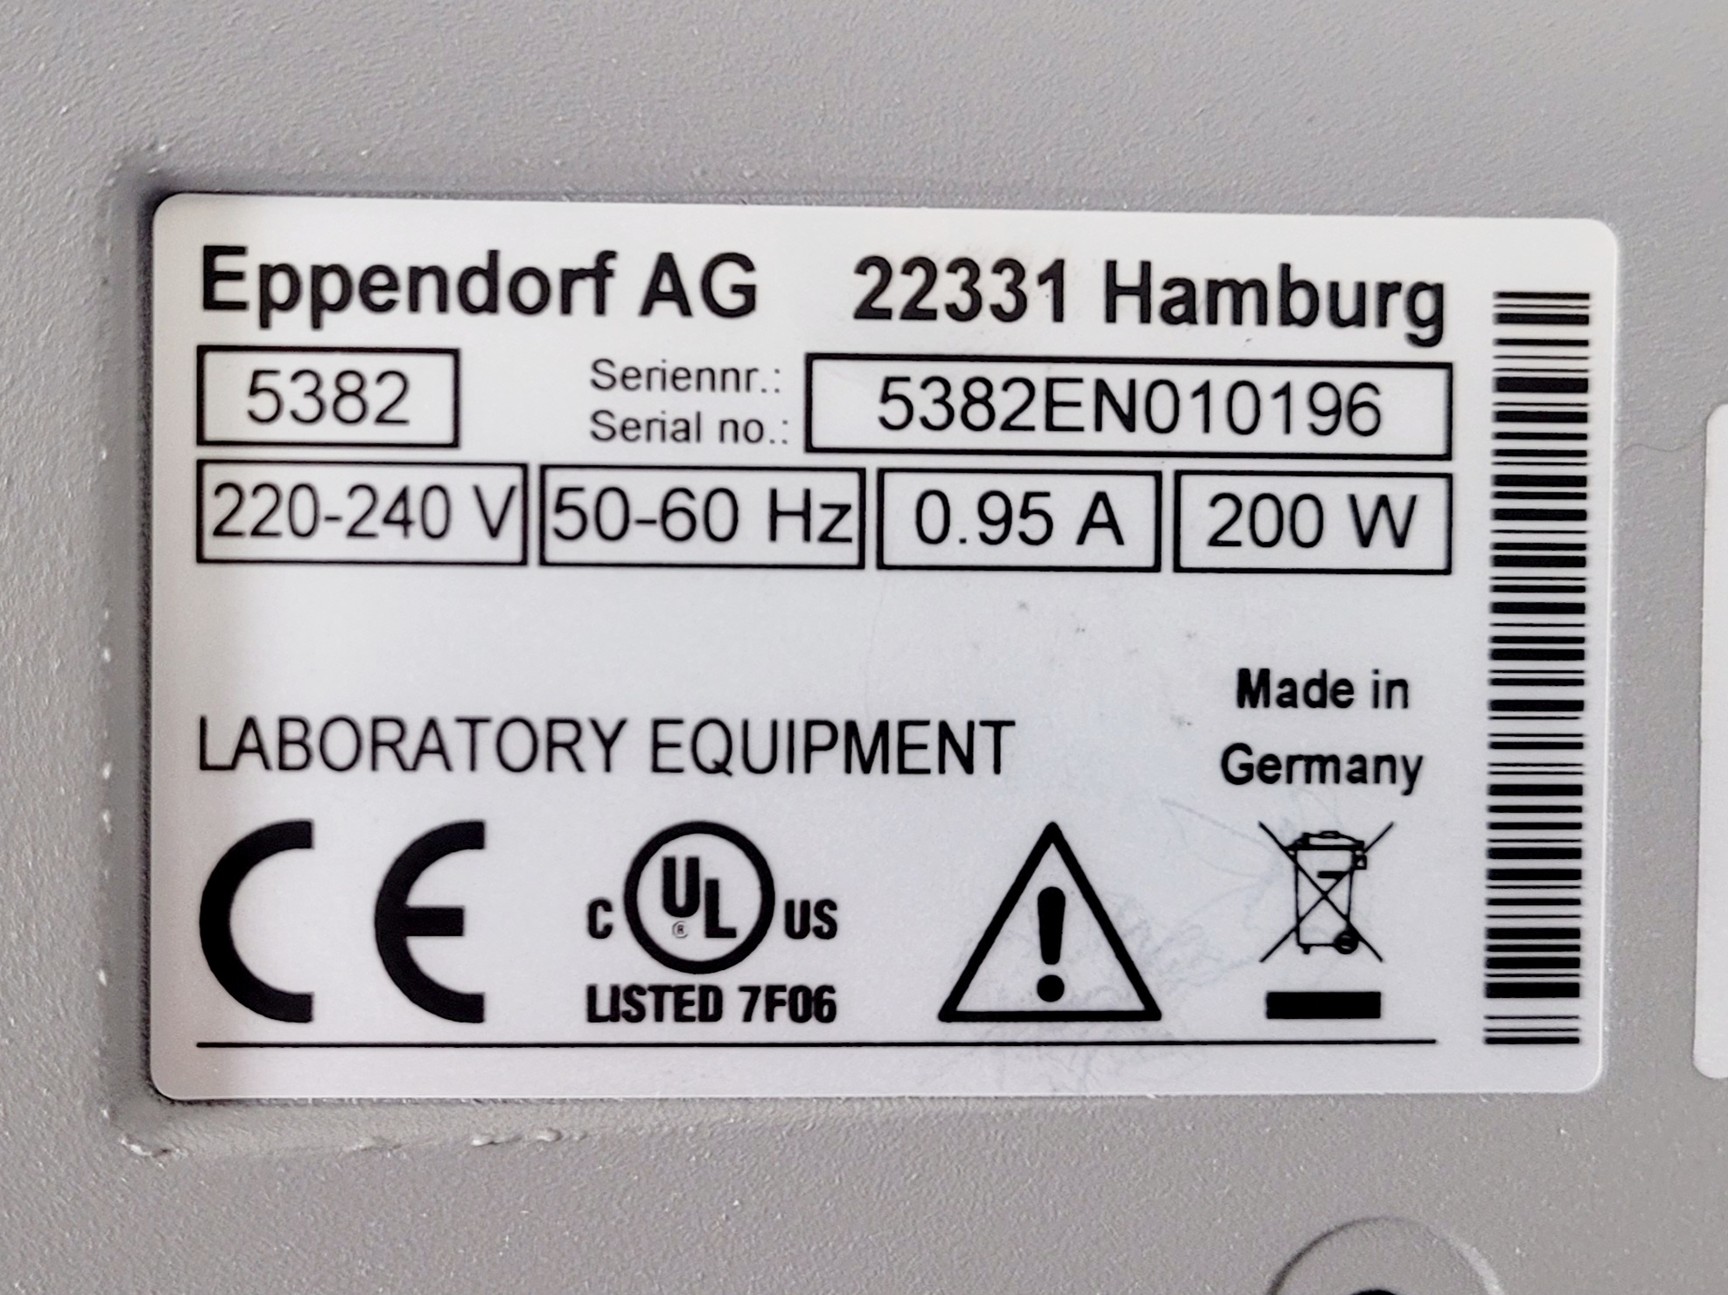 Eppendorf AG 22331 Hamburg
5382 Seriennr.: 5382EN010196
Serial no.:
220-240 V 50-60 Hz 0.95 A 200 W
Made in
LABORATORY EQUIPMENT Germany
CE C UL ® US
LISTED 7F06